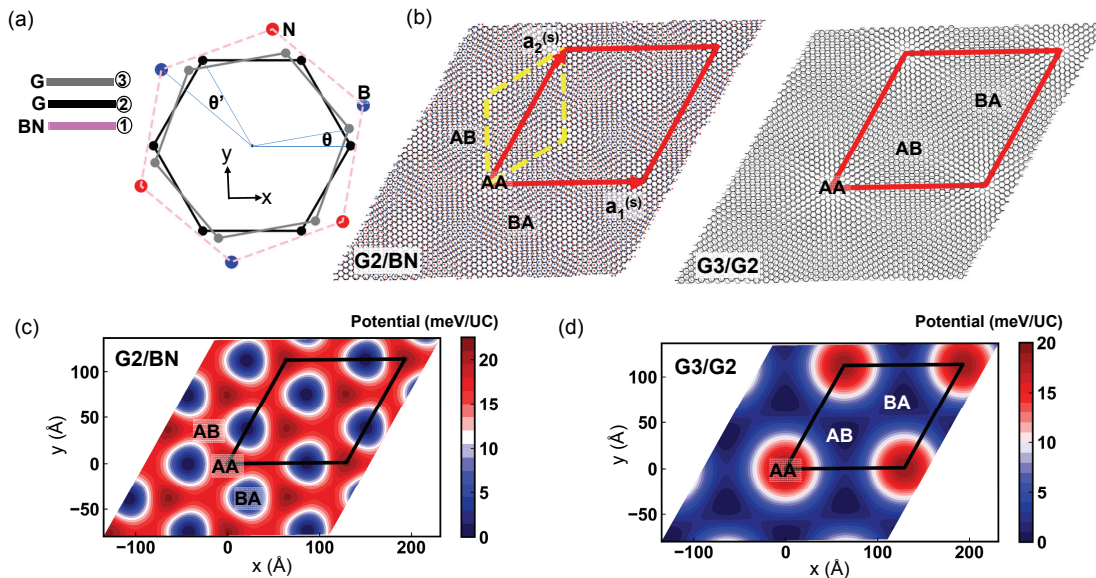 (a)
N
G ③
G ②
BN ①
θ'
B
θ
y
x
(b)
a₂⁽ˢ⁾
AB
AA
BA
a₁⁽ˢ⁾
G2/BN
BA
AB
AA
G3/G2
(c)
Potential (meV/UC)
G2/BN
AB
AA
BA
y (Å)
100
50
0
−50
−100
0
100
200
x (Å)
20
15
10
5
0
(d)
Potential (meV/UC)
G3/G2
BA
AB
AA
y (Å)
100
50
0
−50
−100
0
100
200
x (Å)
20
15
10
5
0